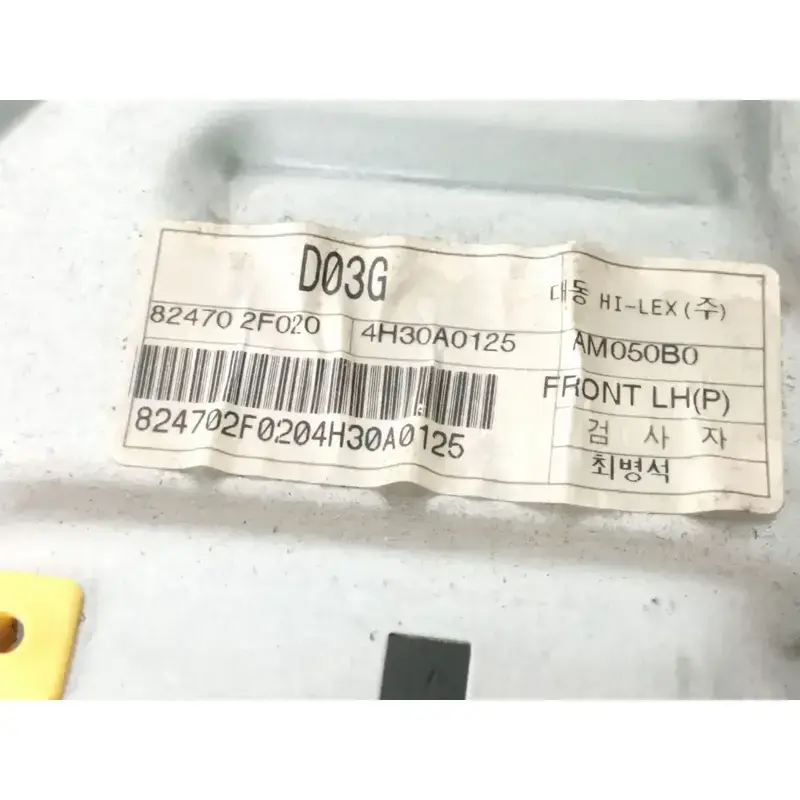 D03G
대동 HI-LEX(주)
82470 2F020 4H30A0125 AM050B0
FRONT LH(P)
824702F0204H30A0125
검 사 자
최병석